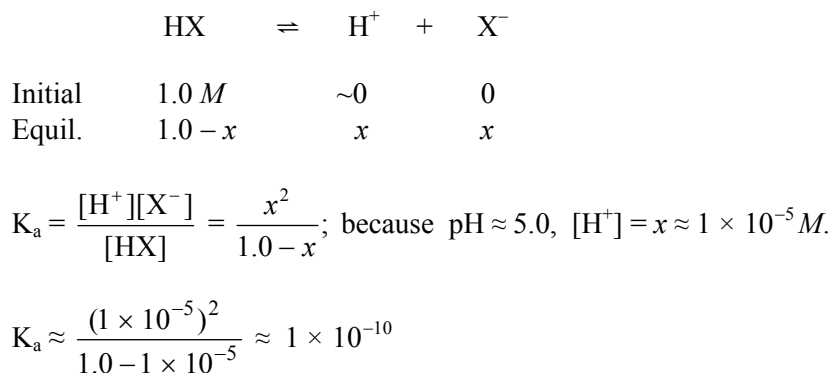 HX ⇌ H⁺ + X⁻
Initial 1.0 M ~0 0
Equil. 1.0 – x x x
Kₐ = [H⁺][X⁻] / [HX] = x² / 1.0 – x; because pH ≈ 5.0, [H⁺] = x ≈ 1 × 10⁻⁵ M.
Kₐ ≈ (1 × 10⁻⁵)² / 1.0 – 1 × 10⁻⁵ ≈ 1 × 10⁻¹⁰